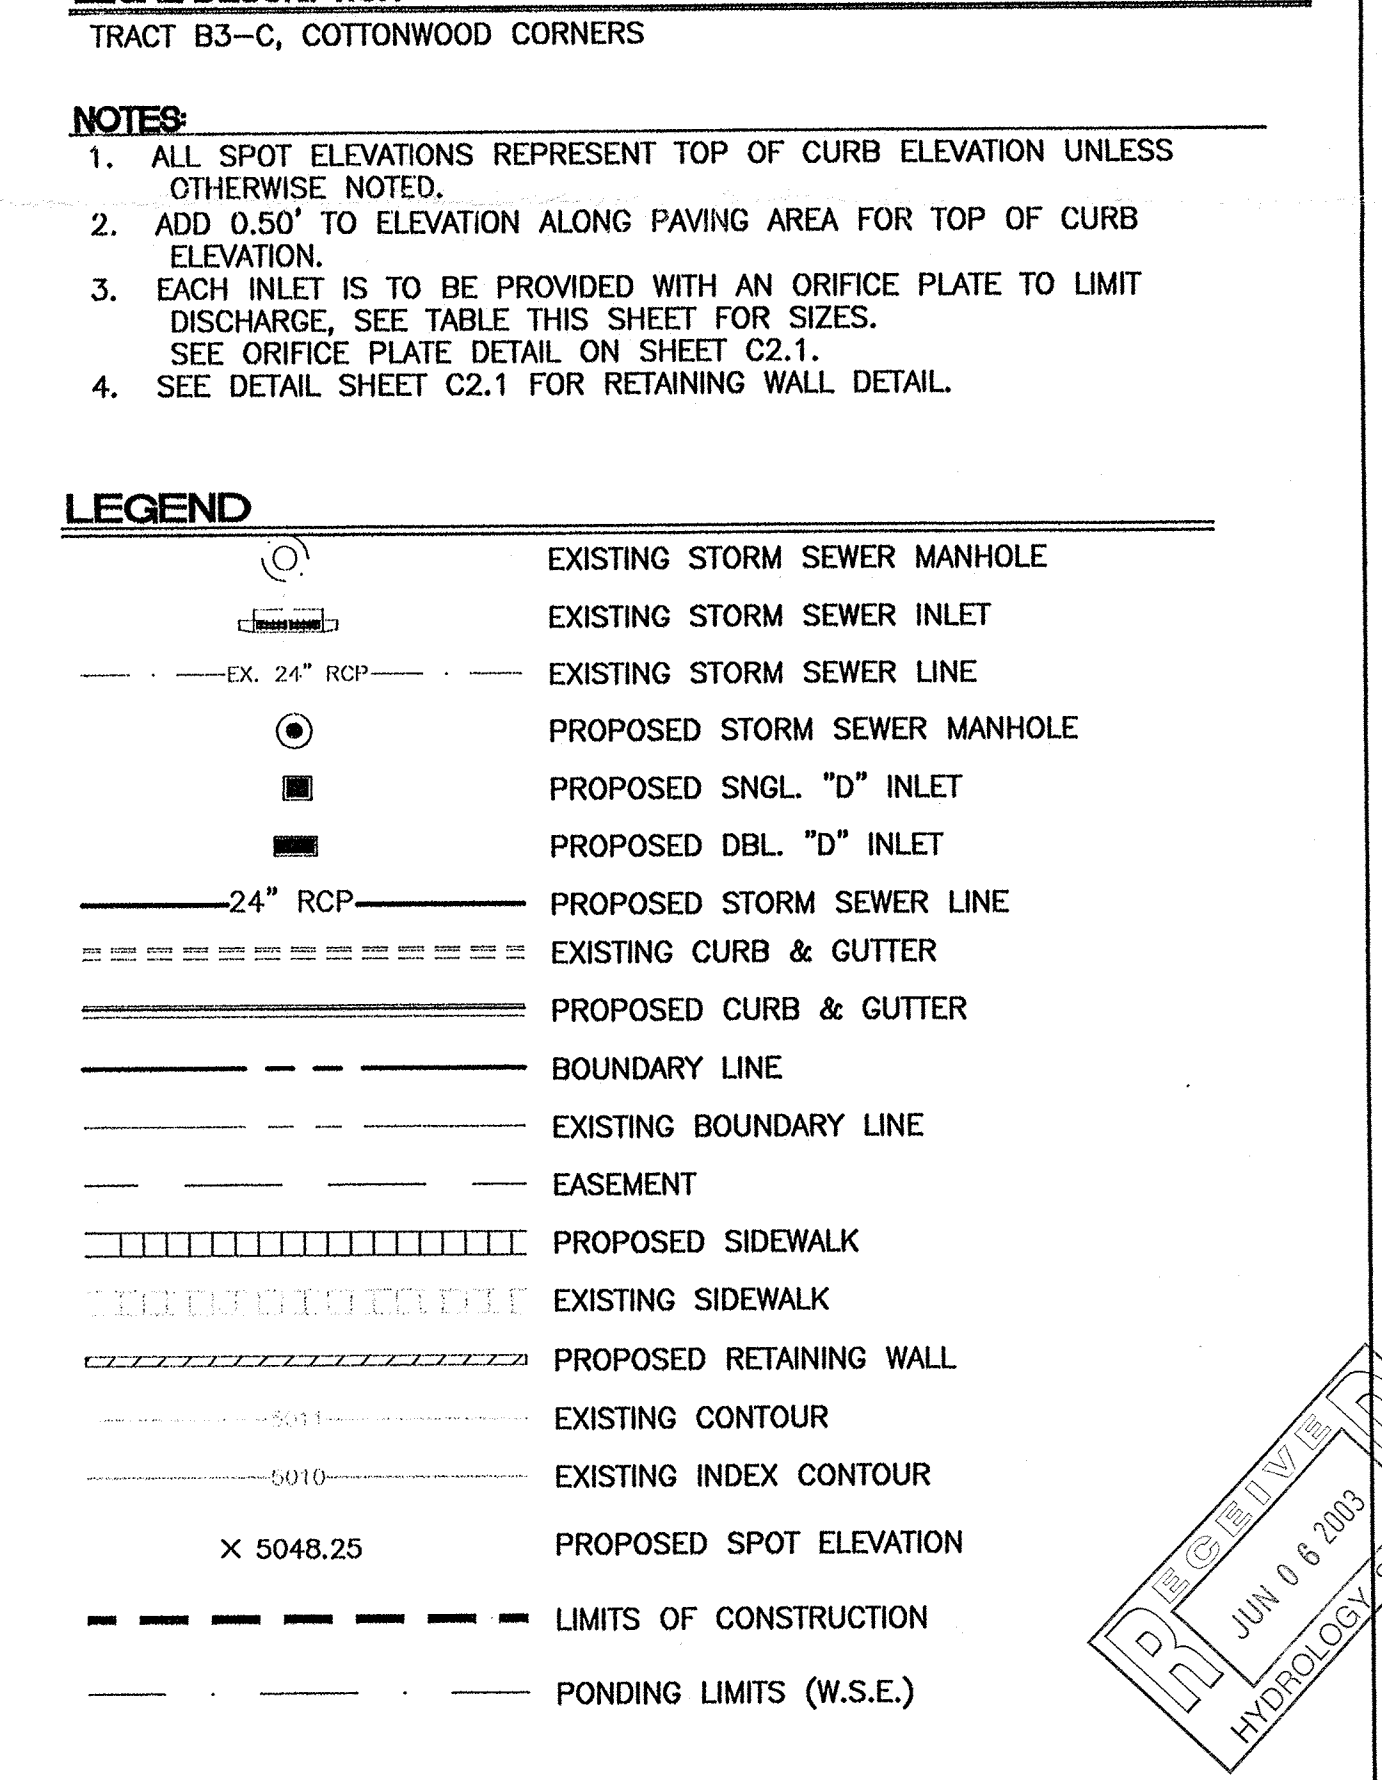 TRACT B3-C, COTTONWOOD CORNERS
NOTES:
1. ALL SPOT ELEVATIONS REPRESENT TOP OF CURB ELEVATION UNLESS
OTHERWISE NOTED.
2. ADD 0.50' TO ELEVATION ALONG PAVING AREA FOR TOP OF CURB
ELEVATION.
3. EACH INLET IS TO BE PROVIDED WITH AN ORIFICE PLATE TO LIMIT
DISCHARGE, SEE TABLE THIS SHEET FOR SIZES.
SEE ORIFICE PLATE DETAIL ON SHEET C2.1.
4. SEE DETAIL SHEET C2.1 FOR RETAINING WALL DETAIL.
LEGEND
EXISTING STORM SEWER MANHOLE
EXISTING STORM SEWER INLET
EX. 24" RCP EXISTING STORM SEWER LINE
PROPOSED STORM SEWER MANHOLE
PROPOSED SNGL. "D" INLET
PROPOSED DBL. "D" INLET
24" RCP PROPOSED STORM SEWER LINE
EXISTING CURB & GUTTER
PROPOSED CURB & GUTTER
BOUNDARY LINE
EXISTING BOUNDARY LINE
EASEMENT
PROPOSED SIDEWALK
EXISTING SIDEWALK
PROPOSED RETAINING WALL
5011 EXISTING CONTOUR
5010 EXISTING INDEX CONTOUR
X 5048.25 PROPOSED SPOT ELEVATION
LIMITS OF CONSTRUCTION
PONDING LIMITS (W.S.E.)
RECEIVED
JUN 06 2003
HYDROLOGY